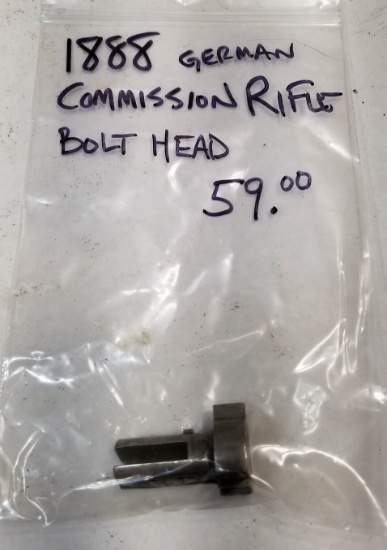 1888 GERMAN
COMMISSION RIFLE
BOLT HEAD
59.00